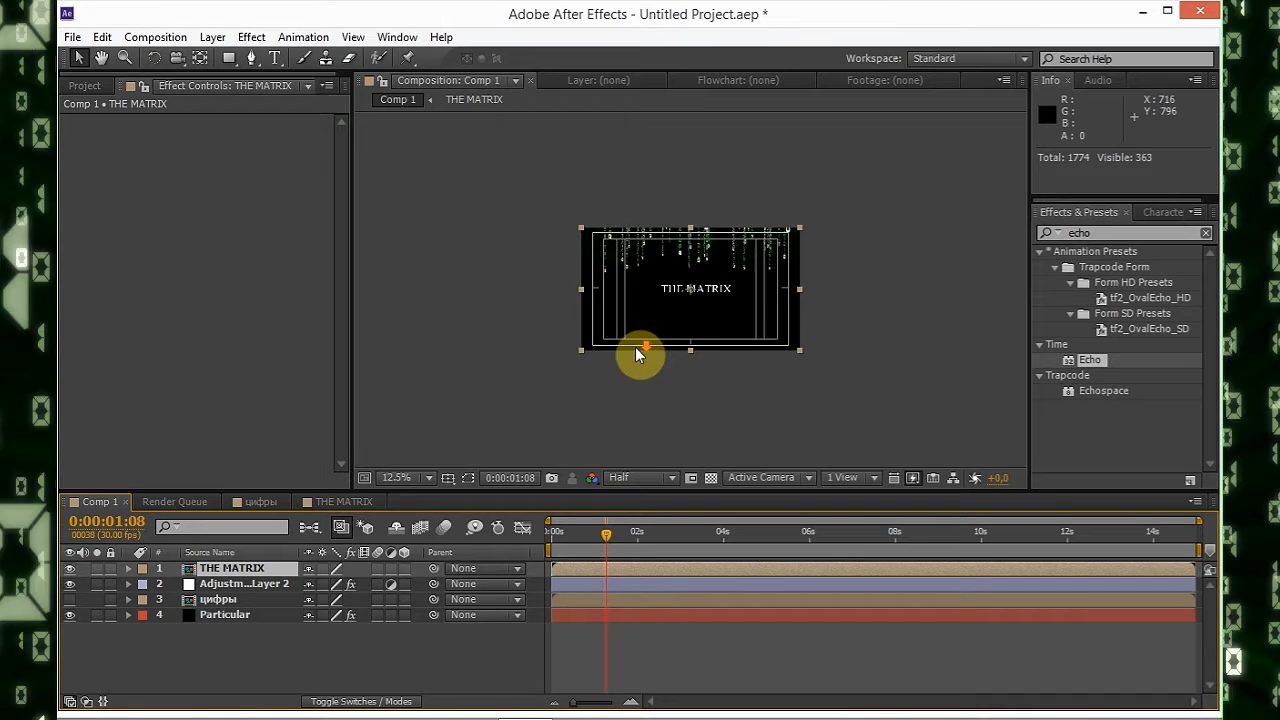 Ae
Adobe After Effects - Untitled Project.aep *
File Edit Composition Layer Effect Animation View Window Help
Workspace: Standard
Search Help
Project Effect Controls: THE MATRIX
Composition: Comp 1 Layer: (none) Flowchart: (none) Footage: (none)
Info Audio
Comp 1 • THE MATRIX
Comp 1 THE MATRIX
R: X: 716
G: Y: 796
B:
A: 0
Total: 1774 Visible: 363
Effects & Presets Characte
echo
* Animation Presets
Trapcode Form
Form HD Presets
tf2_OvalEcho_HD
Form SD Presets
tf2_OvalEcho_SD
Time
Echo
Trapcode
Echospace
THE MATRIX
12.5% 0:00:01:08 Half Active Camera 1 View +0,0
Comp 1 Render Queue цифры THE MATRIX
0:00:01:08
00038 (30.00 fps)
:00s 02s 04s 06s 08s 10s 12s 14s
# Source Name fx Parent
1 THE MATRIX None
2 Adjustm...Layer 2 fx None
3 цифры None
4 Particular fx None
Toggle Switches / Modes